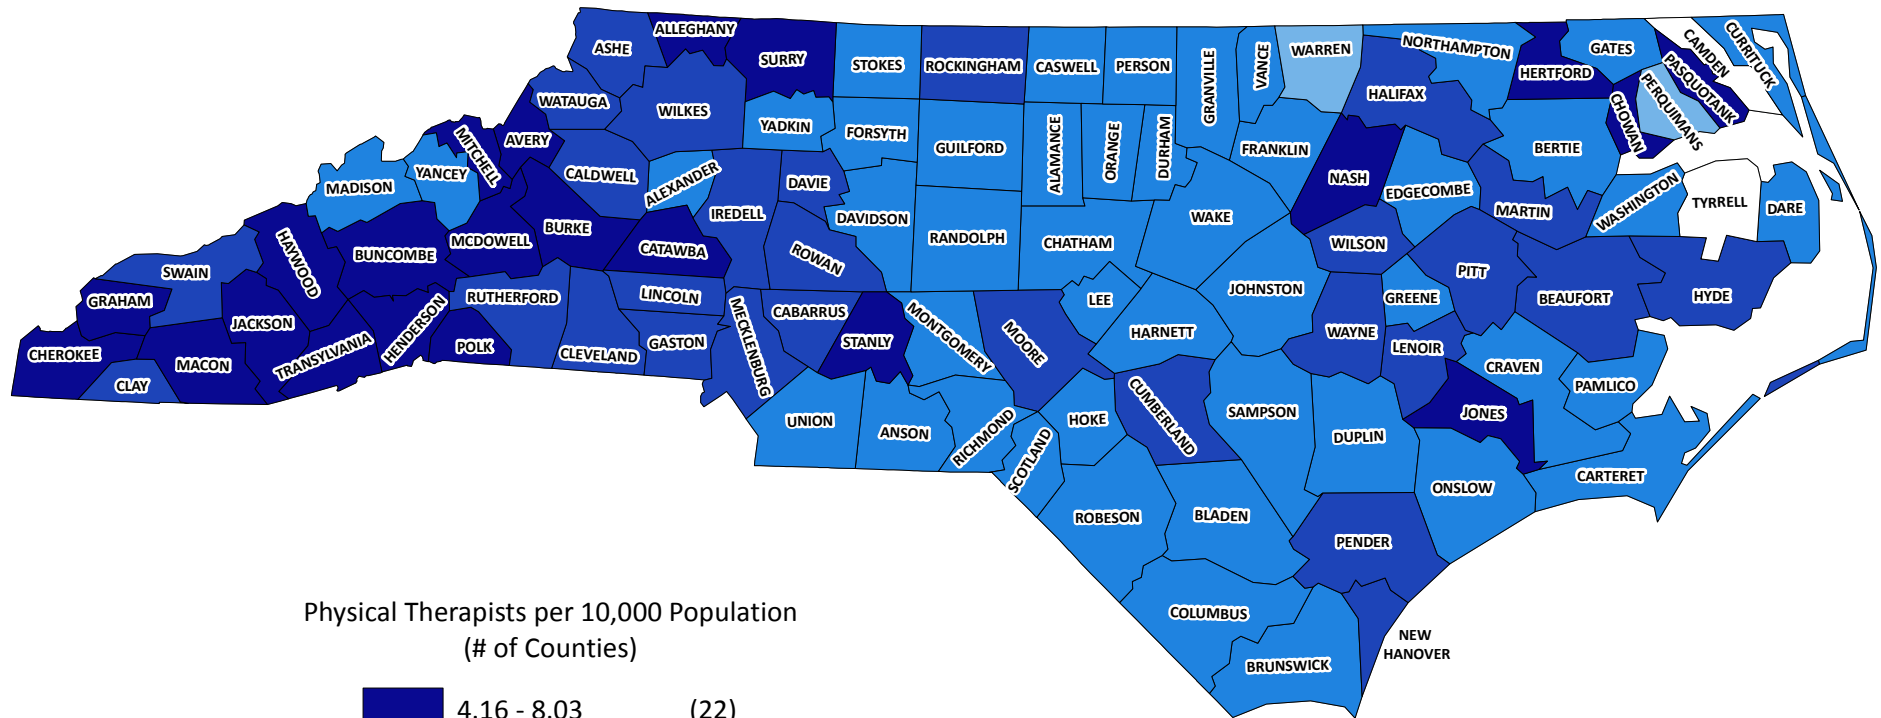 ALLEGHANY
ASHE
SURRY
STOKES
ROCKINGHAM
CASWELL
PERSON
GRANVILLE
VANCE
WARREN
NORTHAMPTON
GATES
CAMDEN
CURRITUCK
HERTFORD
PASQUOTANK
PERQUIMANS
CHOWAN
WATAUGA
WILKES
YADKIN
FORSYTH
GUILFORD
ALAMANCE
ORANGE
DURHAM
FRANKLIN
HALIFAX
BERTIE
MITCHELL
AVERY
CALDWELL
ALEXANDER
DAVIE
NASH
EDGECOMBE
MADISON
YANCEY
IREDELL
DAVIDSON
RANDOLPH
CHATHAM
WAKE
MARTIN
WASHINGTON
TYRRELL
DARE
HAYWOOD
BUNCOMBE
MCDOWELL
BURKE
CATAWBA
ROWAN
WILSON
SWAIN
GRAHAM
JACKSON
RUTHERFORD
LINCOLN
MECKLENBURG
CABARRUS
MONTGOMERY
MOORE
LEE
JOHNSTON
GREENE
PITT
BEAUFORT
HYDE
CHEROKEE
CLAY
MACON
TRANSYLVANIA
HENDERSON
POLK
CLEVELAND
GASTON
STANLY
HARNETT
WAYNE
LENOIR
CRAVEN
PAMLICO
UNION
ANSON
RICHMOND
SCOTLAND
HOKE
CUMBERLAND
SAMPSON
DUPLIN
JONES
ONSLOW
CARTERET
ROBESON
BLADEN
PENDER
COLUMBUS
BRUNSWICK
NEW
HANOVER
Physical Therapists per 10,000 Population
(# of Counties)
4.16 - 8.03 (22)